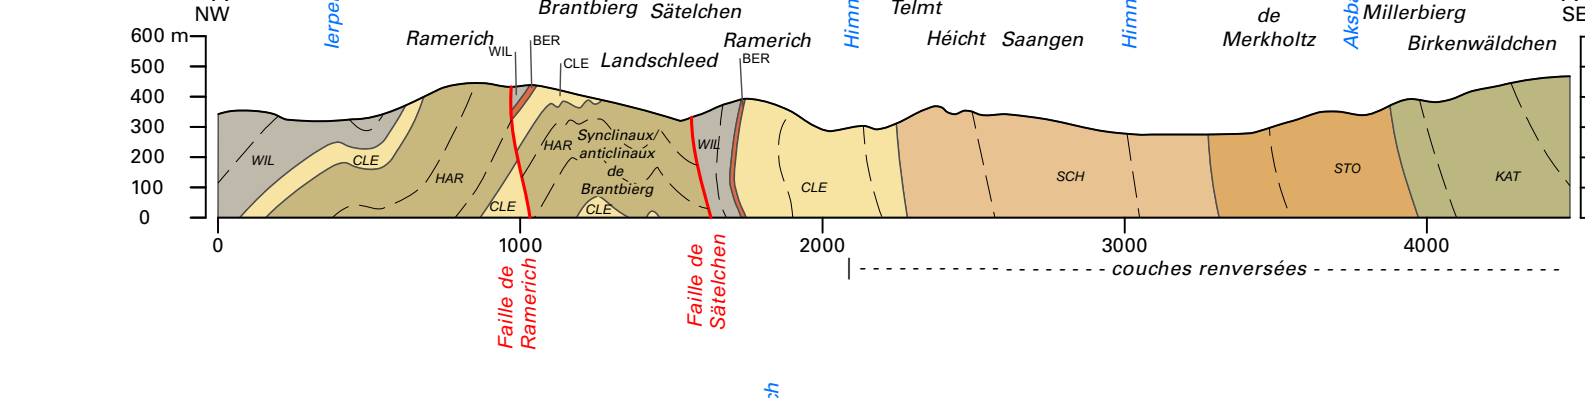 NW
SE
Brantbierg
Sätelchen
Telmt
de
Millerbierg
Ramerich
WIL
BER
CLE
Landschleed
Ramerich
BER
Héicht
Saangen
Merkholtz
Birkenwäldchen
600 m
500
400
300
200
100
0
WIL
CLE
HAR
CLE
HAR
Synclinaux/
anticlinaux
de
Brantbierg
CLE
WIL
CLE
SCH
STO
KAT
0
1000
2000
3000
4000
Faille de
Ramerich
Faille de
Sätelchen
couches renversées